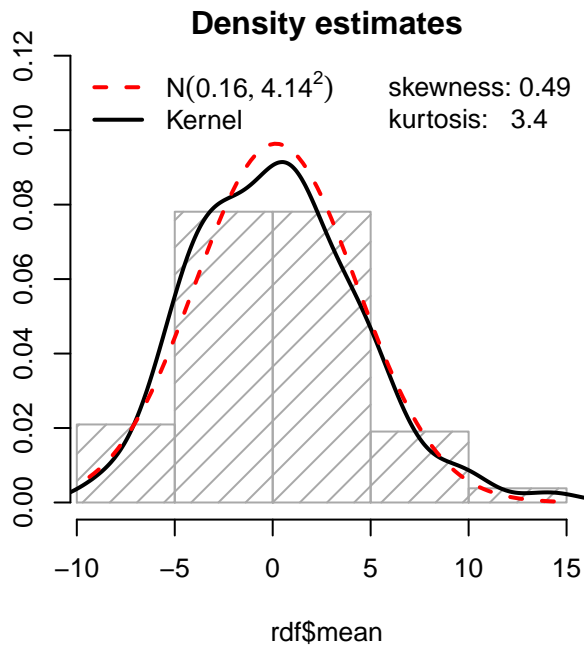 Density estimates
N(0.16, 4.14²) skewness: 0.49
Kernel kurtosis: 3.4
0.12
0.10
0.08
0.06
0.04
0.02
0.00
−10 −5 0 5 10 15
rdf$mean